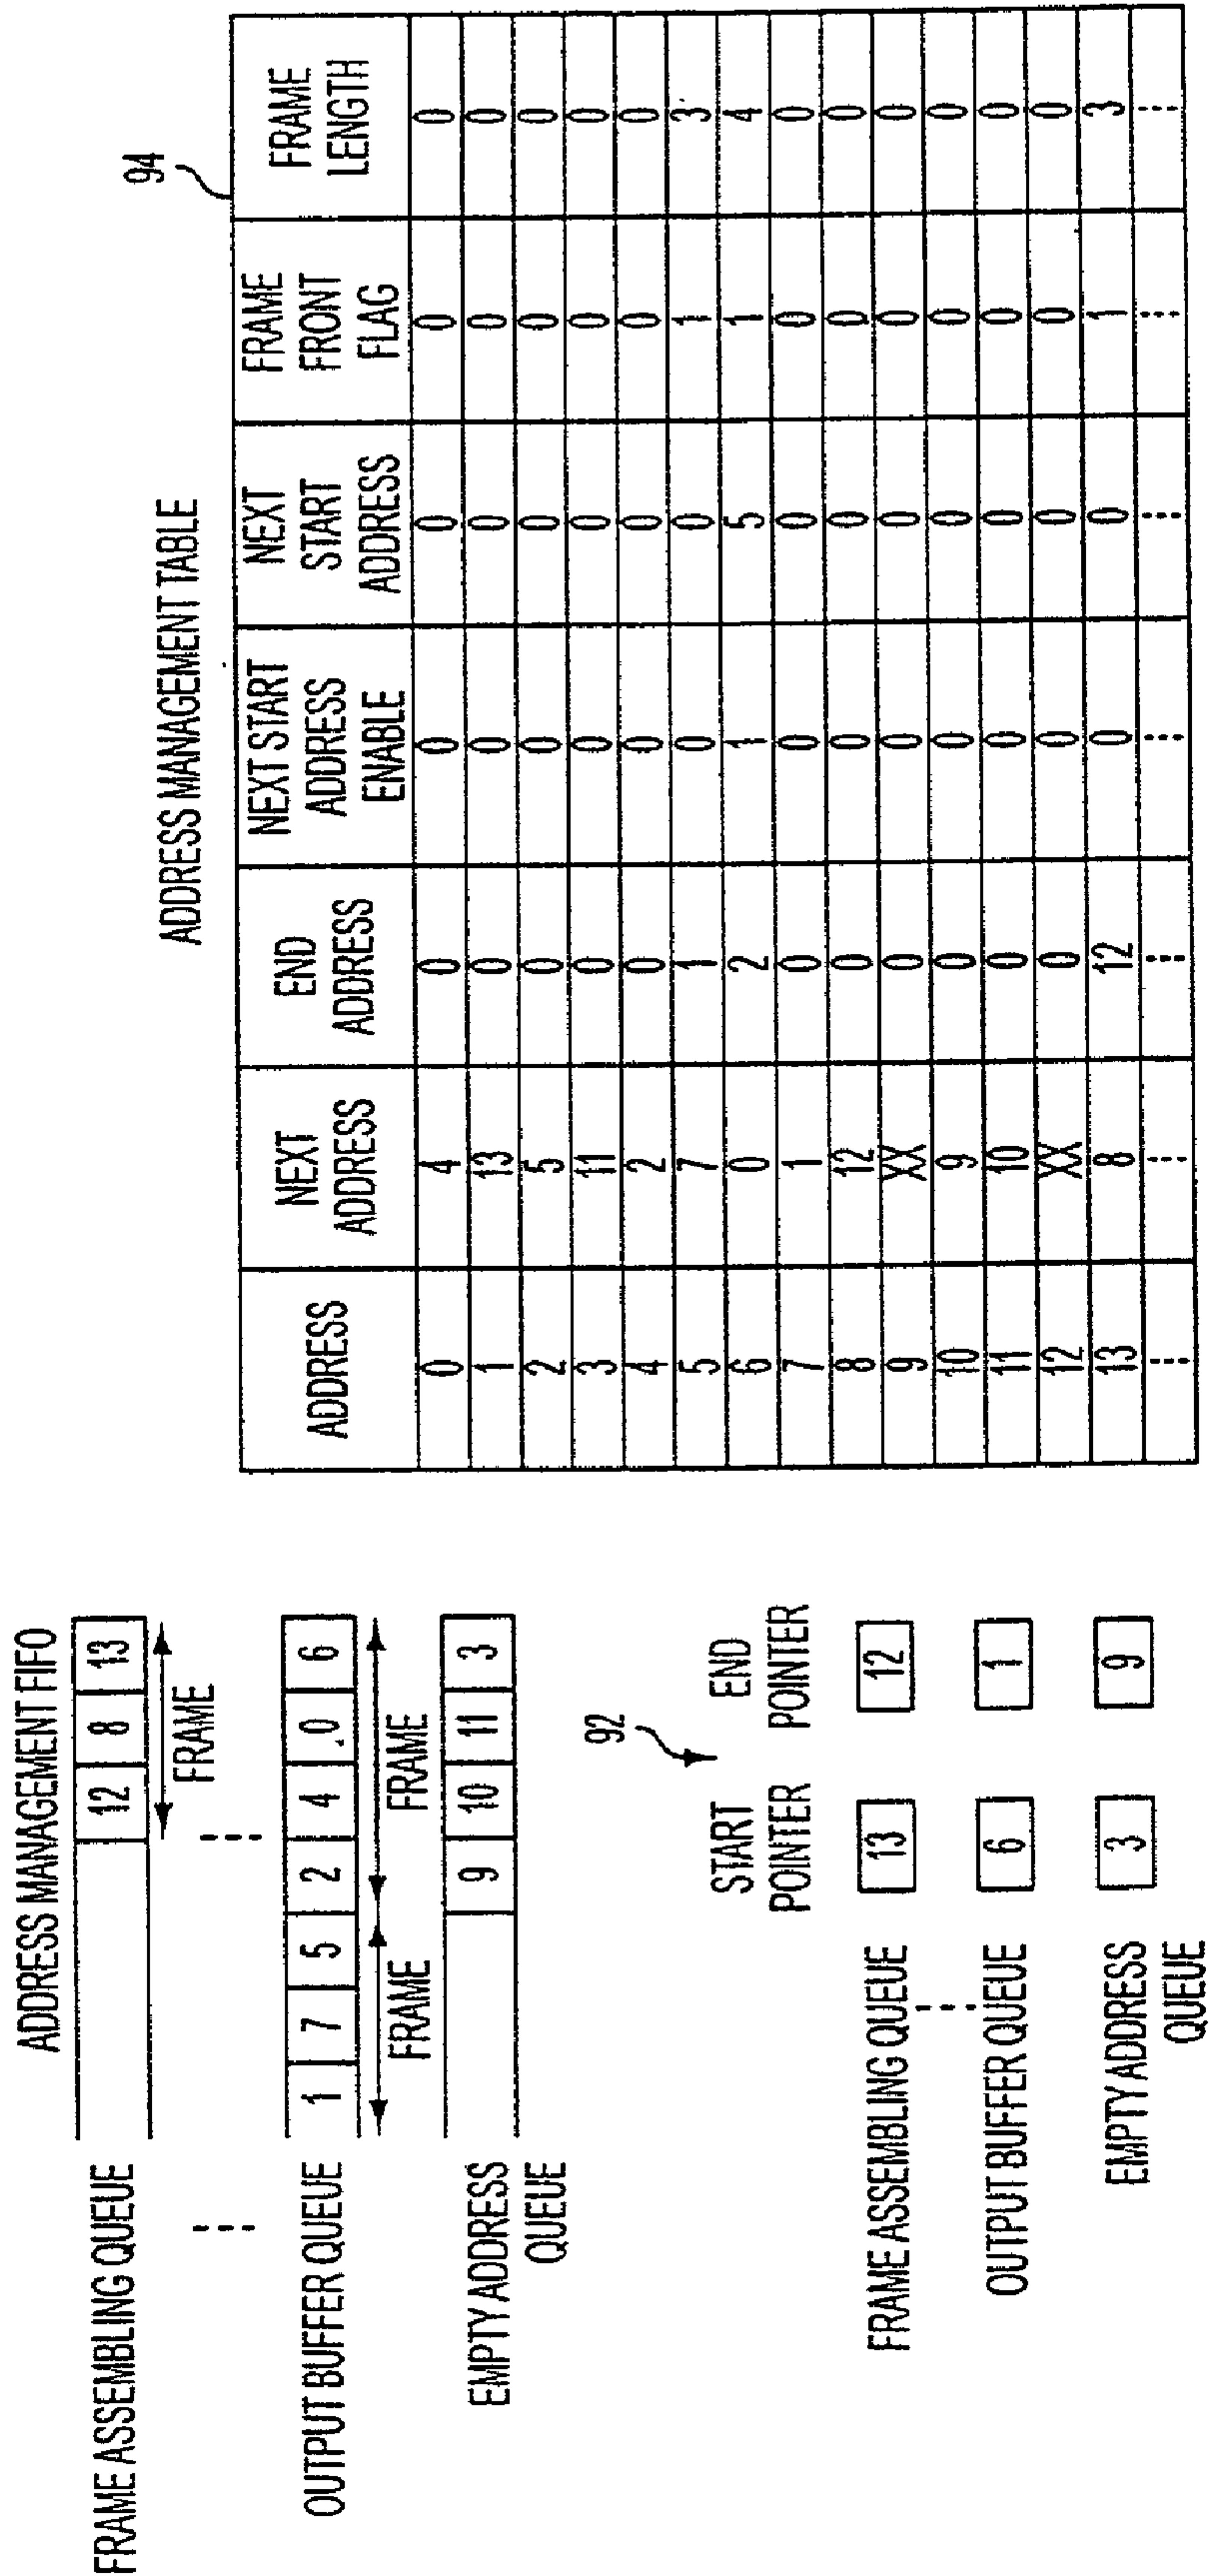 ADDRESS MANAGEMENT FIFO
FRAME ASSEMBLING QUEUE
12 8 13
FRAME
OUTPUT BUFFER QUEUE
1 7 5 2 4 0 6
FRAME FRAME
EMPTY ADDRESS
QUEUE
9 10 11 3
92
START
POINTER
END
POINTER
FRAME ASSEMBLING QUEUE 13 12
OUTPUT BUFFER QUEUE 6 1
EMPTY ADDRESS
QUEUE
3 9
ADDRESS MANAGEMENT TABLE
94
ADDRESS
NEXT
ADDRESS
END
ADDRESS
NEXT START
ADDRESS
ENABLE
NEXT
START
ADDRESS
FRAME
FRONT
FLAG
FRAME
LENGTH
0 4 0 0 0 0 0
1 13 0 0 0 0 0
2 5 0 0 0 0 0
3 11 0 0 0 0 0
4 2 0 0 0 0 0
5 7 1 0 0 1 3
6 0 2 1 5 1 4
7 1 0 0 0 0 0
8 12 0 0 0 0 0
9 XX 0 0 0 0 0
10 9 0 0 0 0 0
11 10 0 0 0 0 0
12 XX 0 0 0 0 0
13 8 12 0 0 1 3